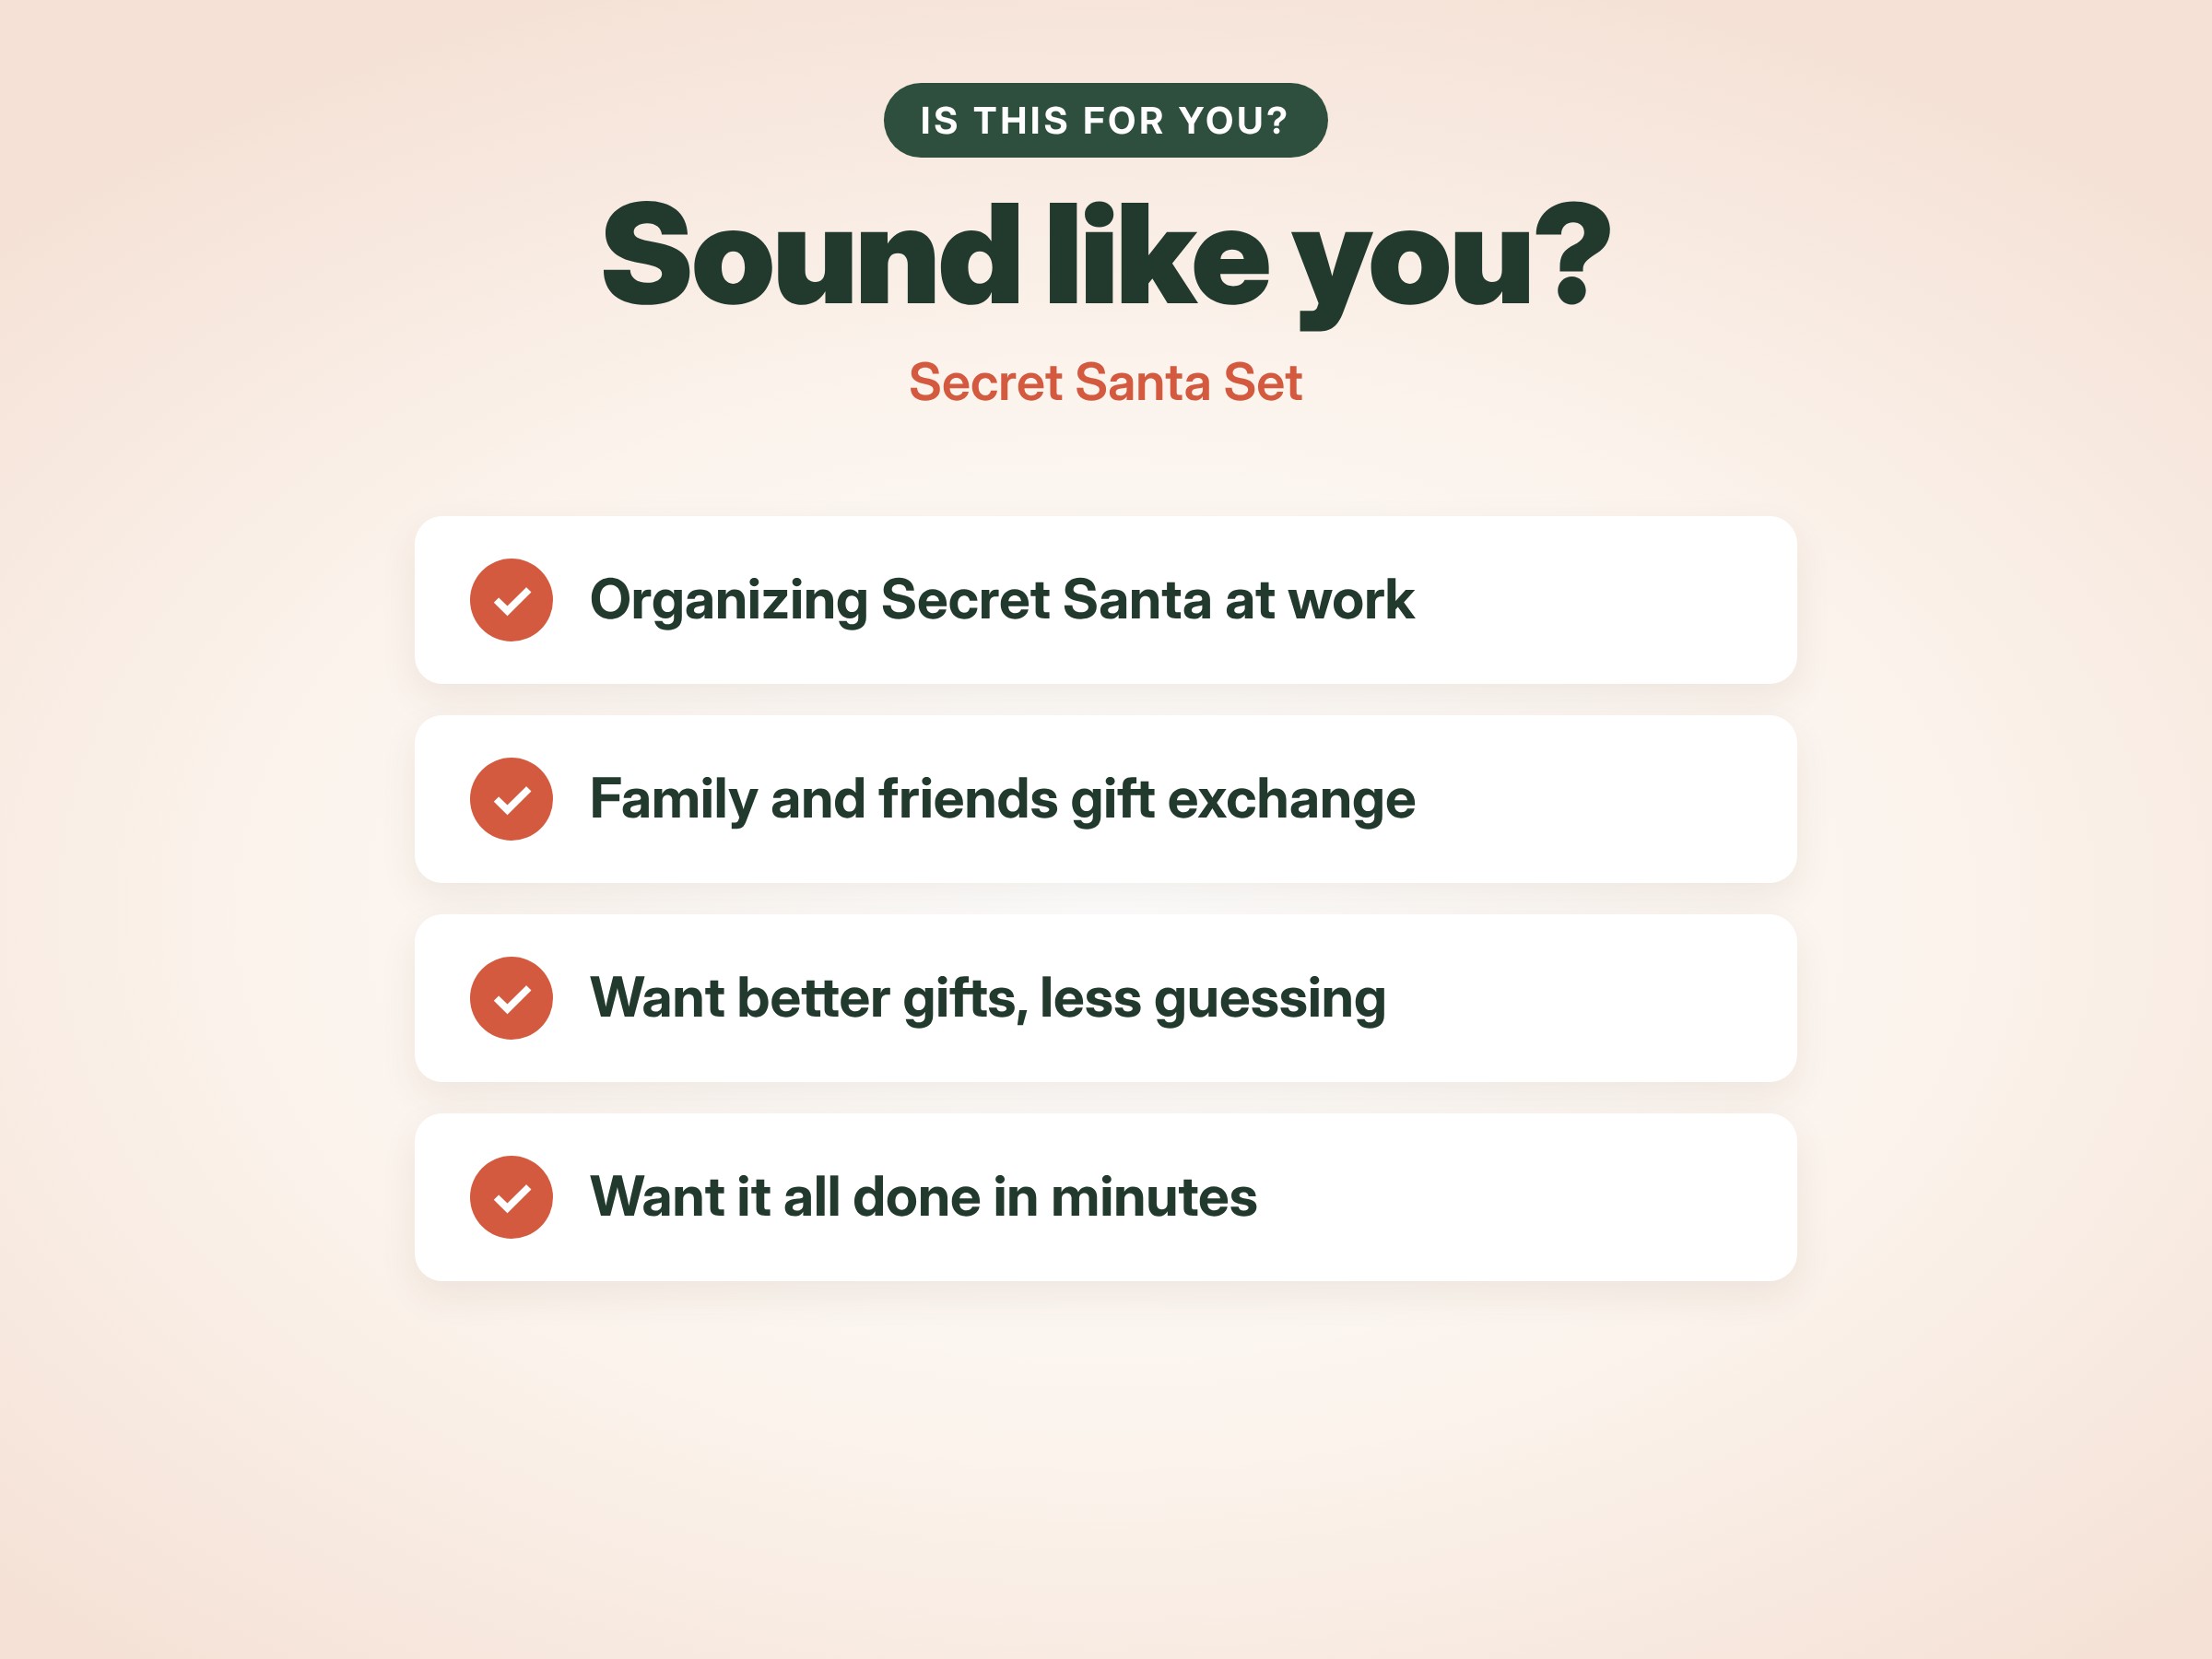 IS THIS FOR YOU?
Sound like you?
Secret Santa Set
Organizing Secret Santa at work
Family and friends gift exchange
Want better gifts, less guessing
Want it all done in minutes